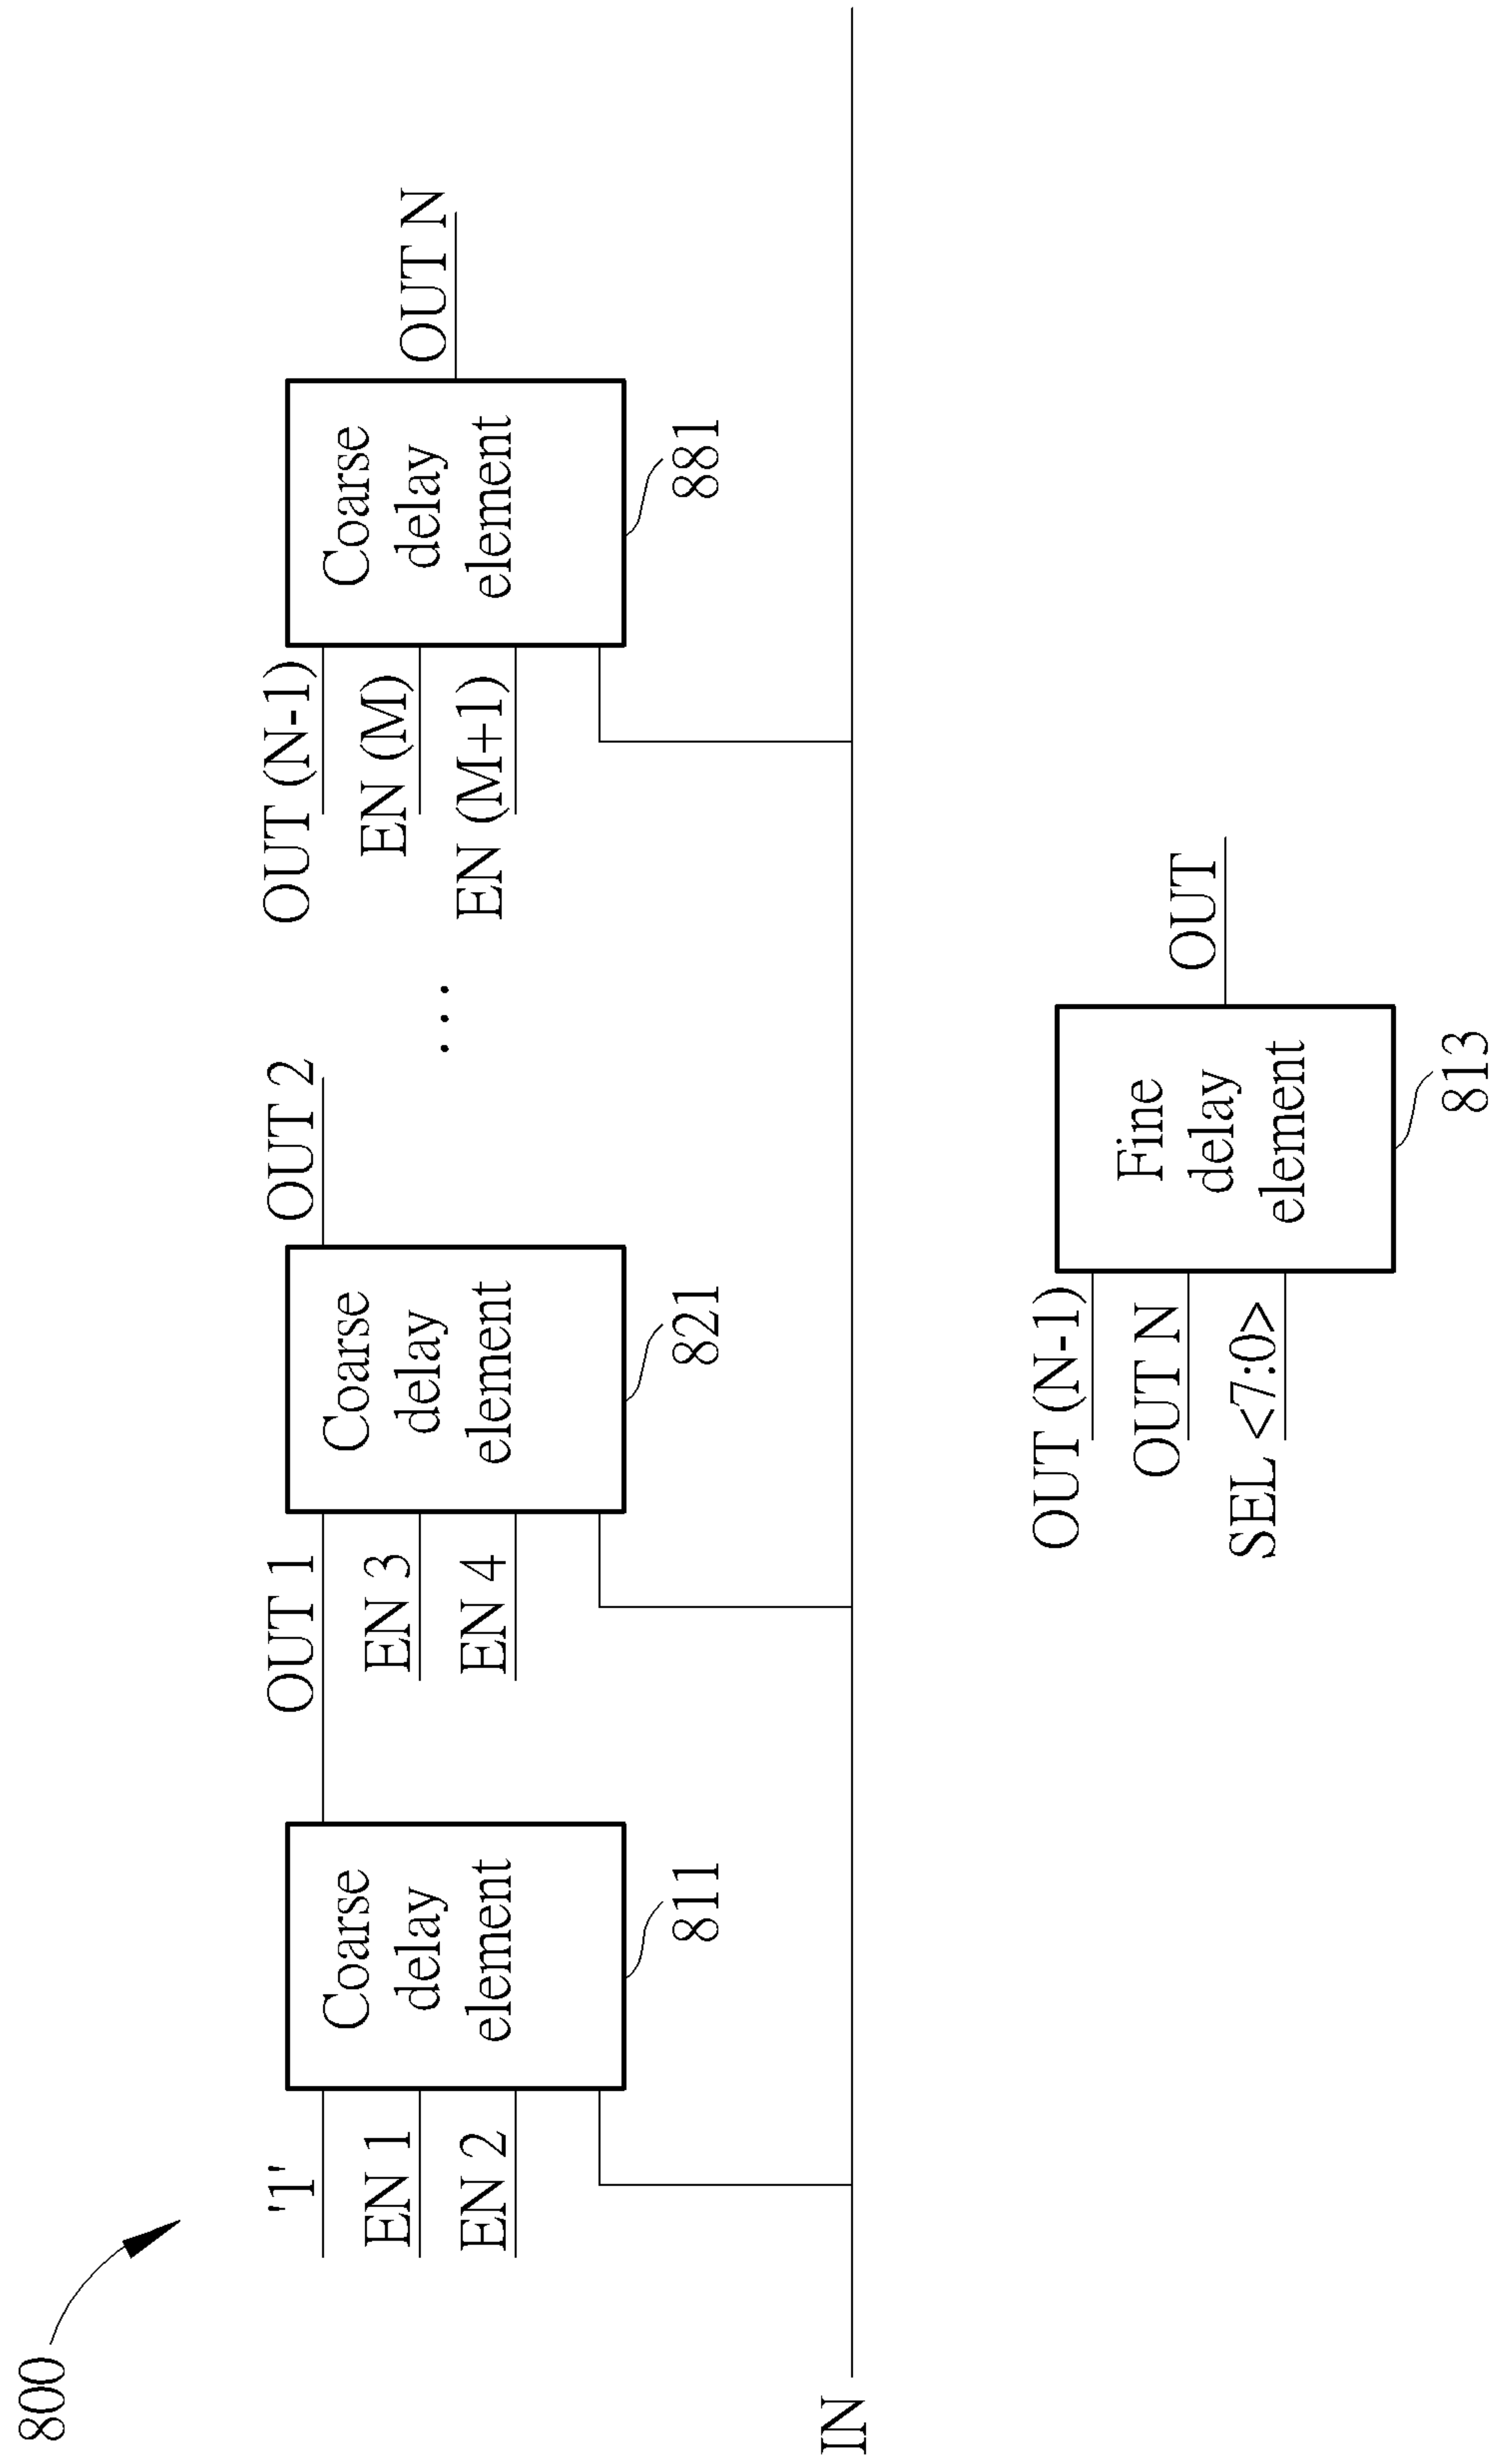 800
'1'
EN 1
EN 2
Coarse
delay
element
811
OUT 1
EN 3
EN 4
Coarse
delay
element
821
OUT 2
...
OUT (N-1)
EN (M)
EN (M+1)
Coarse
delay
element
881
OUT N
IN
OUT (N-1)
OUT N
SEL <7:0>
Fine
delay
element
813
OUT